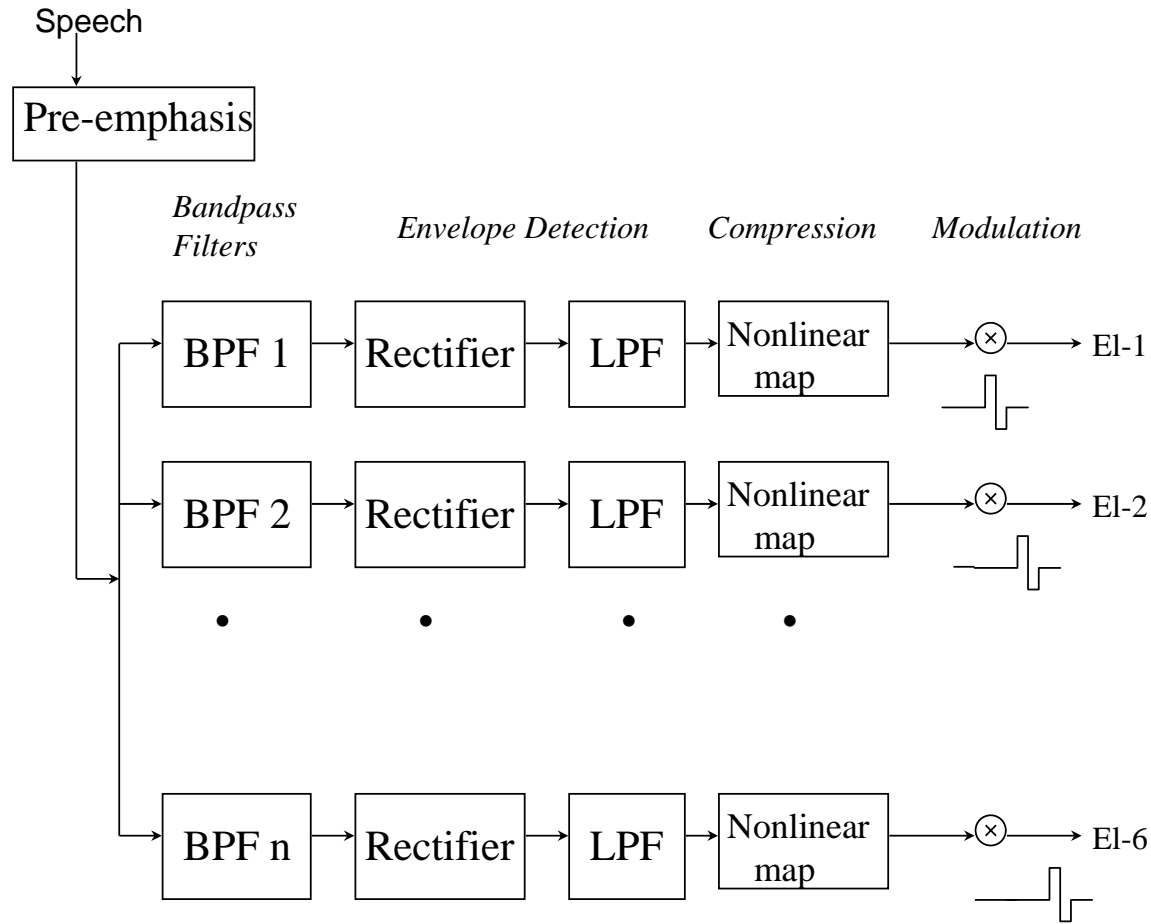 Speech
Pre-emphasis
Bandpass
Filters
Envelope Detection
Compression
Modulation
BPF 1
Rectifier
LPF
Nonlinear
map
El-1
BPF 2
Rectifier
LPF
Nonlinear
map
El-2
BPF n
Rectifier
LPF
Nonlinear
map
El-6